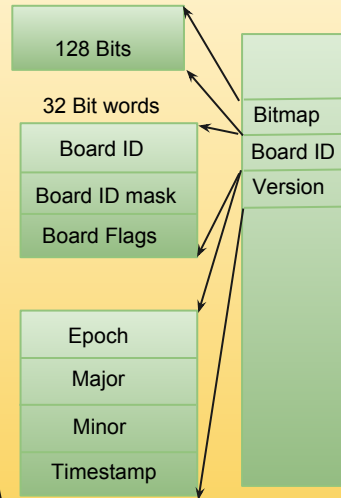 128 Bits
32 Bit words
Board ID
Board ID mask
Board Flags
Epoch
Major
Minor
Timestamp
Bitmap
Board ID
Version